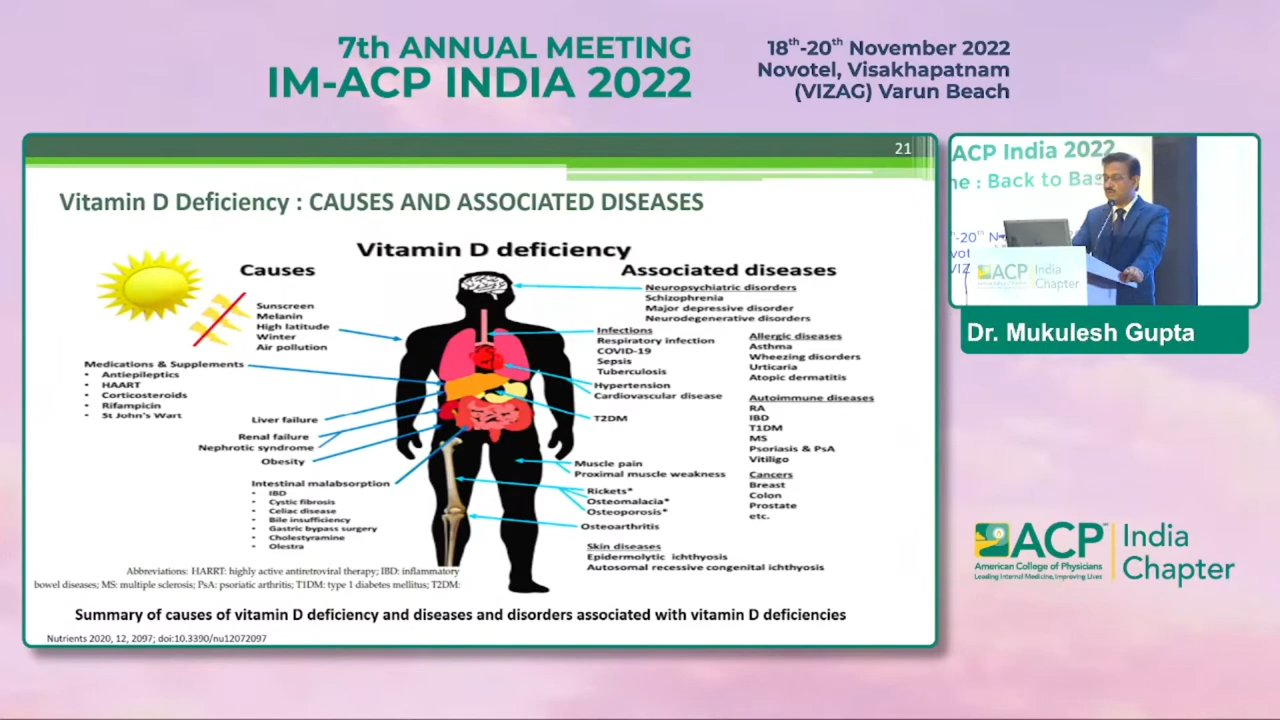 7th ANNUAL MEETING
IM-ACP INDIA 2022
18th-20th November 2022
Novotel, Visakhapatnam
(VIZAG) Varun Beach
21
Vitamin D Deficiency : CAUSES AND ASSOCIATED DISEASES
Vitamin D deficiency
Causes
Sunscreen
Melanin
High latitude
Winter
Air pollution
Medications & Supplements
• Antiepileptics
• HAART
• Corticosteroids
• Rifampicin
• St John's Wart
Liver failure
Renal failure
Nephrotic syndrome
Obesity
Intestinal malabsorption
• IBD
• Cystic fibrosis
• Celiac disease
• Bile insufficiency
• Gastric bypass surgery
• Cholestyramine
• Olestra
Associated diseases
Neuropsychiatric disorders
Schizophrenia
Major depressive disorder
Neurodegenerative disorders
Infections
Respiratory infection
COVID-19
Sepsis
Tuberculosis
Hypertension
Cardiovascular disease
T2DM
Muscle pain
Proximal muscle weakness
Rickets*
Osteomalacia*
Osteoporosis*
Osteoarthritis
Skin diseases
Epidermolytic ichthyosis
Autosomal recessive congenital ichthyosis
Allergic diseases
Asthma
Wheezing disorders
Urticaria
Atopic dermatitis
Autoimmune diseases
RA
IBD
T1DM
MS
Psoriasis & PsA
Vitiligo
Cancers
Breast
Colon
Prostate
etc.
Abbreviations: HARRT: highly active antiretroviral therapy; IBD: inflammatory
bowel diseases; MS: multiple sclerosis; PsA: psoriatic arthritis; T1DM: type 1 diabetes mellitus; T2DM:
Summary of causes of vitamin D deficiency and diseases and disorders associated with vitamin D deficiencies
Nutrients 2020, 12, 2097; doi:10.3390/nu12072097
ACP India 2022
: Back to Bas
ACP India
Chapter
Dr. Mukulesh Gupta
ACP™ India
Chapter
American College of Physicians
Leading Internal Medicine, Improving Lives